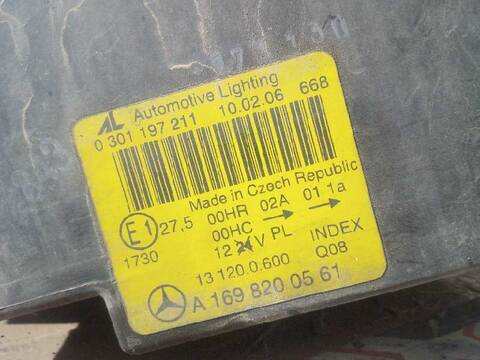 AL Automotive Lighting
0 301 197 211 10.02.06 668
Made in Czech Republic
E1 27,5 00HR 02A 01 1a
00HC
1730 12 V PL INDEX
13 120 0.600 Q08
A 169 820 05 61